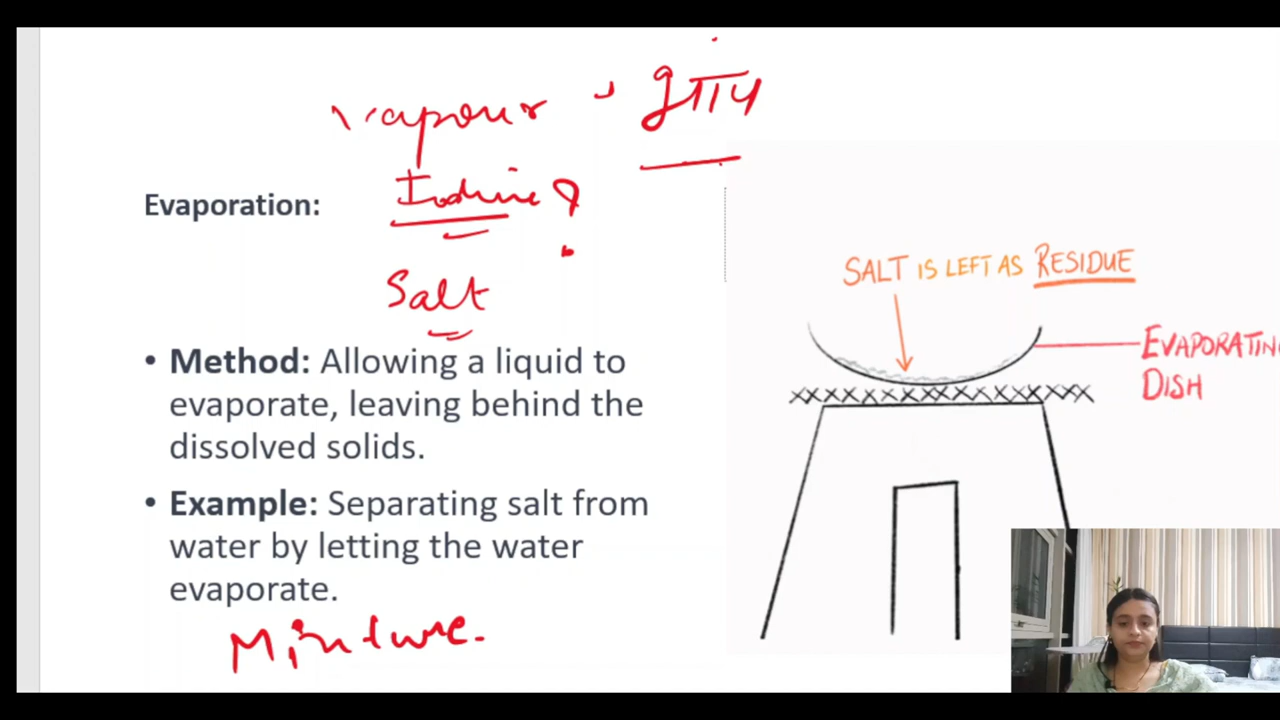 Vapour
Iodine ?
Evaporation:
Salt
• Method: Allowing a liquid to
evaporate, leaving behind the
dissolved solids.
• Example: Separating salt from
water by letting the water
evaporate.
Mixture.
SALT IS LEFT AS RESIDUE
EVAPORATIN
DISH